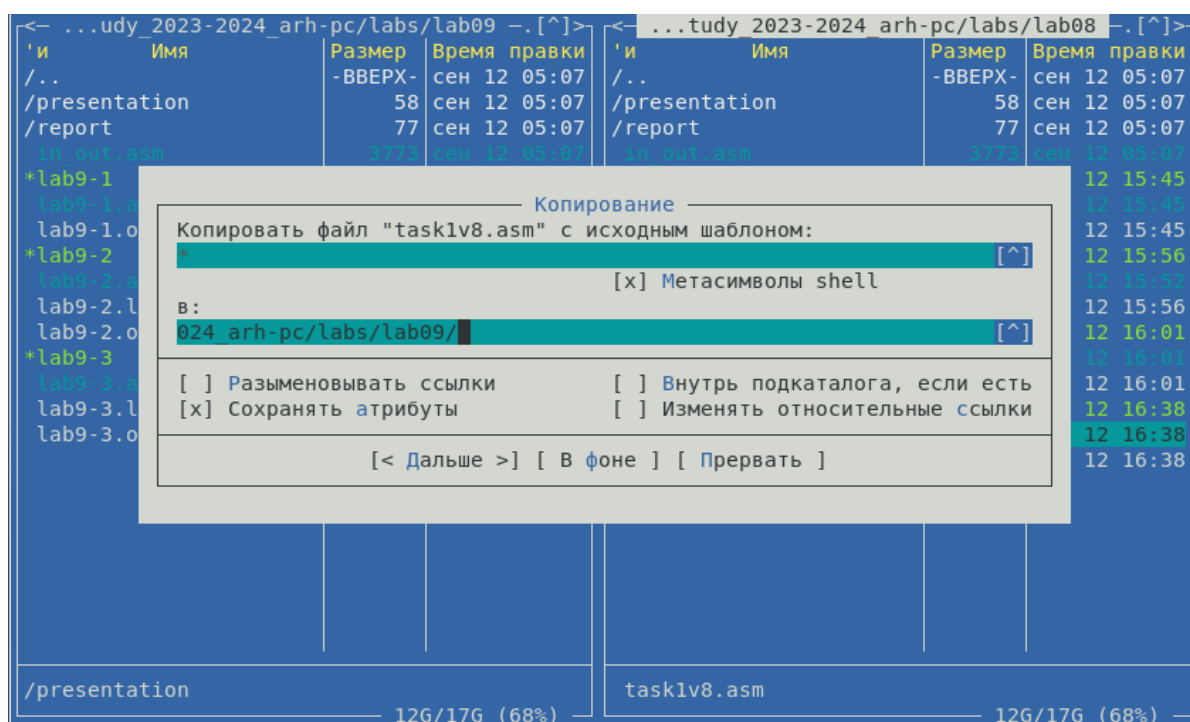 <— ...udy_2023-2024_arh-pc/labs/lab09 —.[^]>
<— ...tudy_2023-2024_arh-pc/labs/lab08 —.[^]>
'и Имя Размер Время правки 'и Имя Размер Время правки
/.. -ВВЕРХ- сен 12 05:07 /.. -ВВЕРХ- сен 12 05:07
/presentation 58 сен 12 05:07 /presentation 58 сен 12 05:07
/report 77 сен 12 05:07 /report 77 сен 12 05:07
in_out.asm 3773 сен 12 05:07 in_out.asm 3773 сен 12 05:07
*lab9-1 12 15:45
lab9-1.a 12 15:45
lab9-1.o 12 15:45
*lab9-2 12 15:56
lab9-2.a 12 15:52
lab9-2.l 12 15:56
lab9-2.o 12 16:01
*lab9-3 12 16:01
lab9-3.a 12 16:01
lab9-3.l 12 16:38
lab9-3.o 12 16:38
12 16:38
Копирование
Копировать файл "task1v8.asm" с исходным шаблоном:
* [^]
[x] Метасимволы shell
в:
024_arh-pc/labs/lab09/ [^]
[ ] Разыменовывать ссылки [ ] Внутрь подкаталога, если есть
[x] Сохранять атрибуты [ ] Изменять относительные ссылки
[< Дальше >] [ В фоне ] [ Прервать ]
/presentation task1v8.asm
12G/17G (68%) 12G/17G (68%)